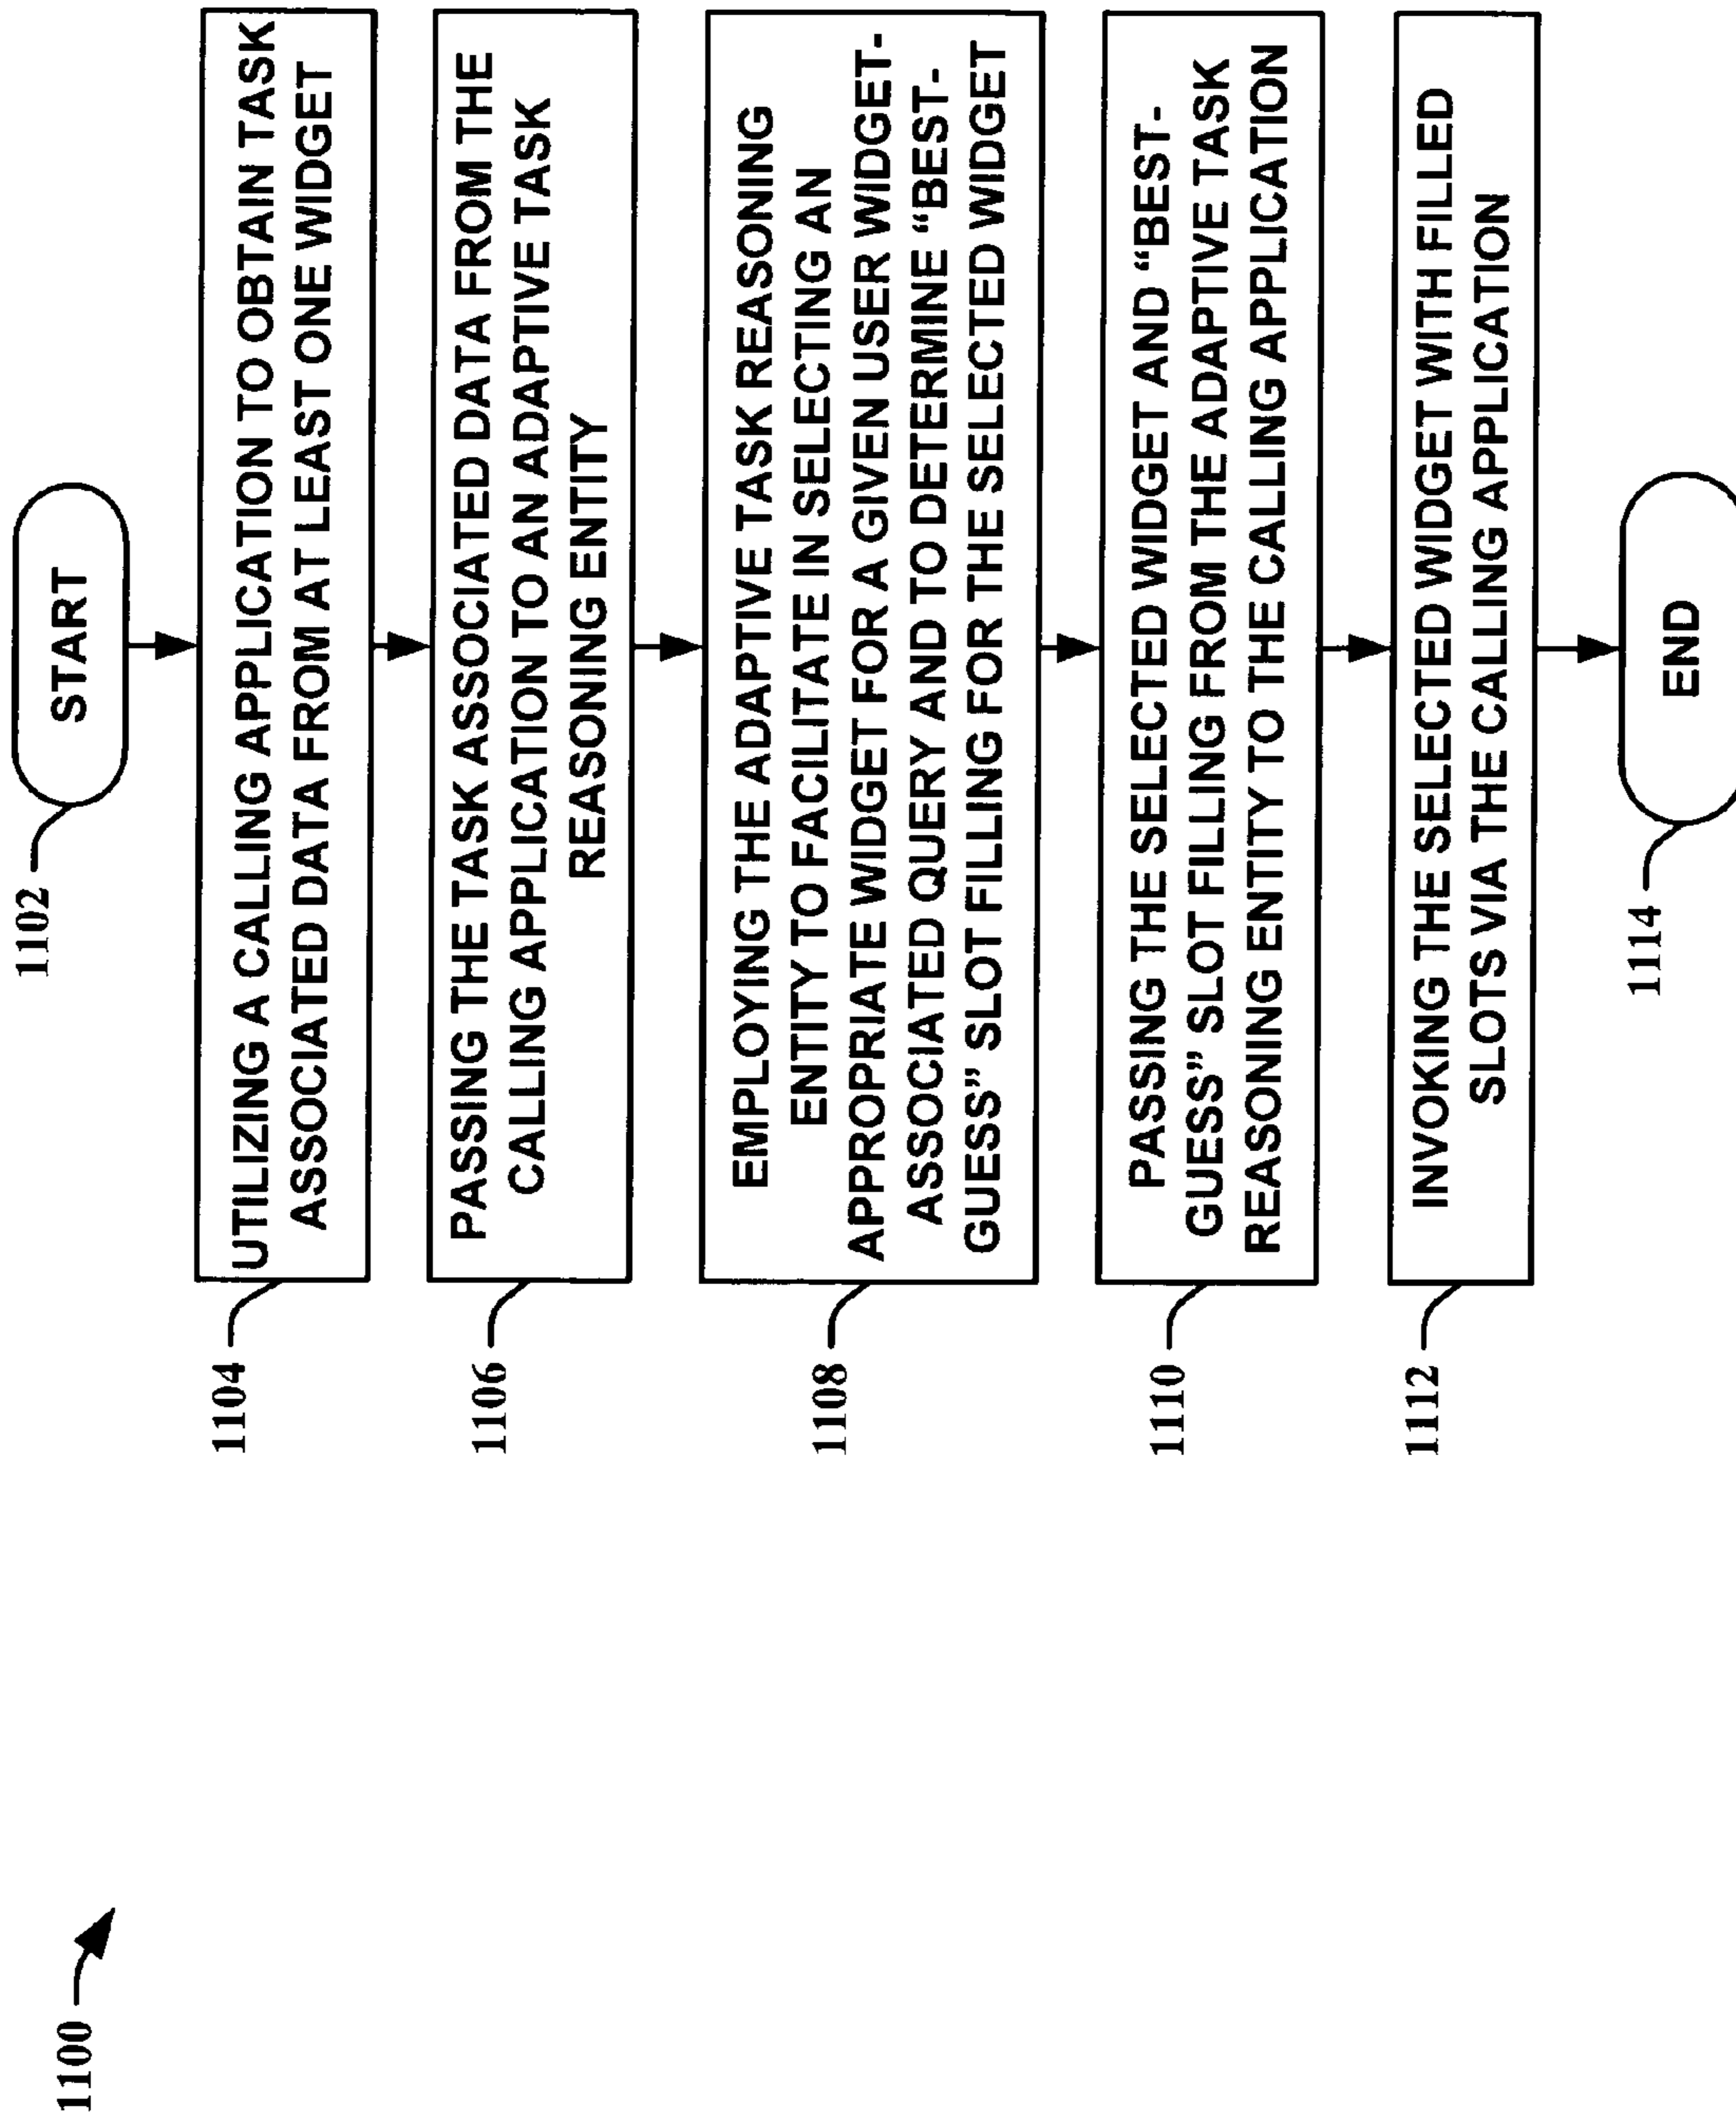 1100
1102
START
1104
UTILIZING A CALLING APPLICATION TO OBTAIN TASK
ASSOCIATED DATA FROM AT LEAST ONE WIDGET
1106
PASSING THE TASK ASSOCIATED DATA FROM THE
CALLING APPLICATION TO AN ADAPTIVE TASK
REASONING ENTITY
1108
EMPLOYING THE ADAPTIVE TASK REASONING
ENTITY TO FACILITATE IN SELECTING AN
APPROPRIATE WIDGET FOR A GIVEN USER WIDGET-
ASSOCIATED QUERY AND TO DETERMINE “BEST-
GUESS” SLOT FILLING FOR THE SELECTED WIDGET
1110
PASSING THE SELECTED WIDGET AND “BEST-
GUESS” SLOT FILLING FROM THE ADAPTIVE TASK
REASONING ENTITY TO THE CALLING APPLICATION
1112
INVOKING THE SELECTED WIDGET WITH FILLED
SLOTS VIA THE CALLING APPLICATION
1114
END